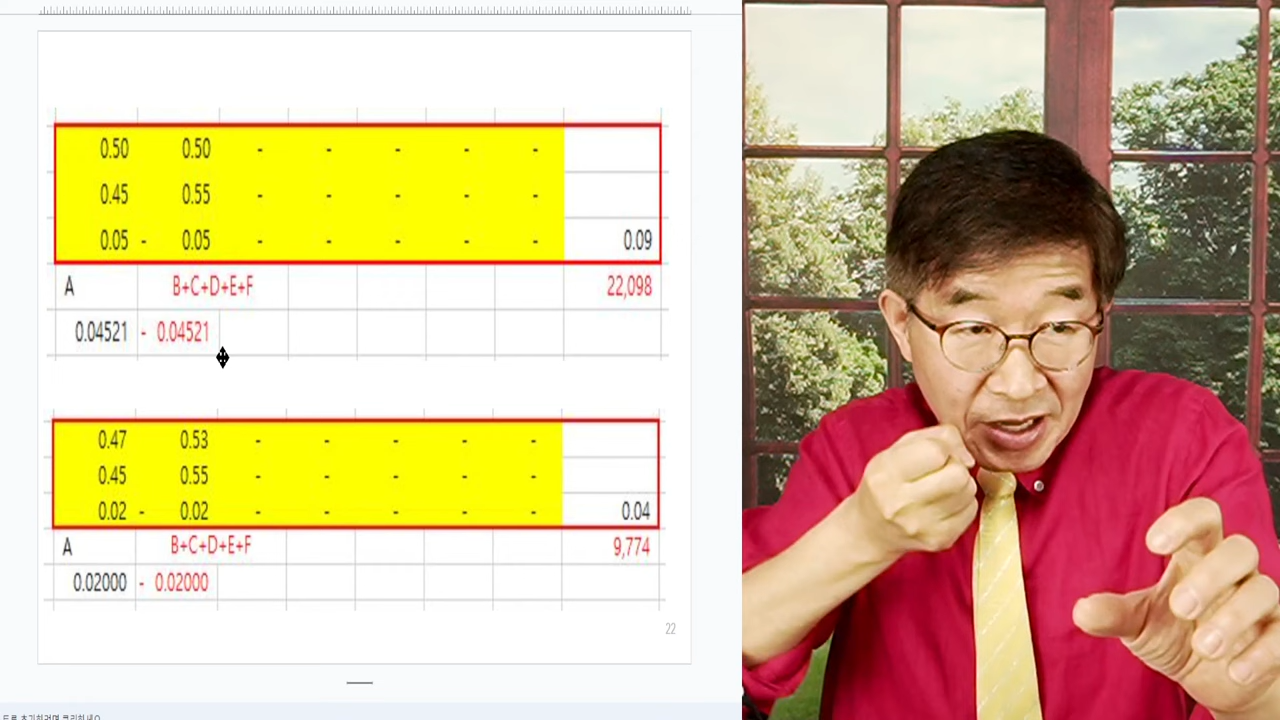 0.50 0.50 - - - - -
0.45 0.55 - - - - -
0.05 - 0.05 - - - - - 0.09
A B+C+D+E+F 22,098
0.04521 - 0.04521
0.47 0.53 - - - - -
0.45 0.55 - - - - -
0.02 - 0.02 - - - - - 0.04
A B+C+D+E+F 9,774
0.02000 - 0.02000
22